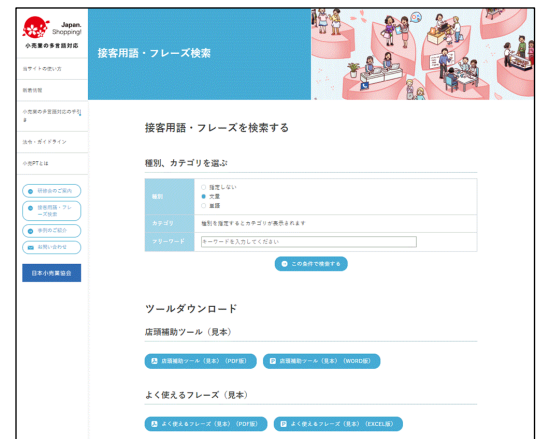 Japan.
Shopping!
小売業の多言語対応
当サイトの使い方
新着情報
小売業の多言語対応の手引
き
法令・ガイドライン
小売PTとは
研修会のご案内
接客用語・フレ
ーズ検索
事例のご紹介
お問い合わせ
日本小売業協会
接客用語・フレーズ検索
接客用語・フレーズを検索する
種別、カテゴリを選ぶ
種別
指定しない
文章
単語
カテゴリ
種別を指定するとカテゴリが表示されます
フリーワード
キーワードを入力してください
この条件で検索する
ツールダウンロード
店頭補助ツール（見本）
店頭補助ツール（見本）（PDF版）
店頭補助ツール（見本）（WORD版）
よく使えるフレーズ（見本）
よく使えるフレーズ（見本）（PDF版）
よく使えるフレーズ（見本）（EXCEL版）